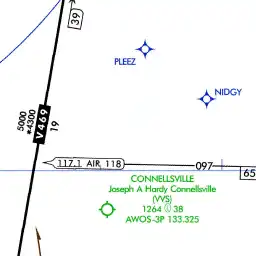 39
PLEEZ
NIDGY
5000
*4300
V469
19
117.1 AIR 118
097
65
CONNELLSVILLE
Joseph A Hardy Connellsville
(VVS)
1264 Ⓛ 38
AWOS-3P 133.325